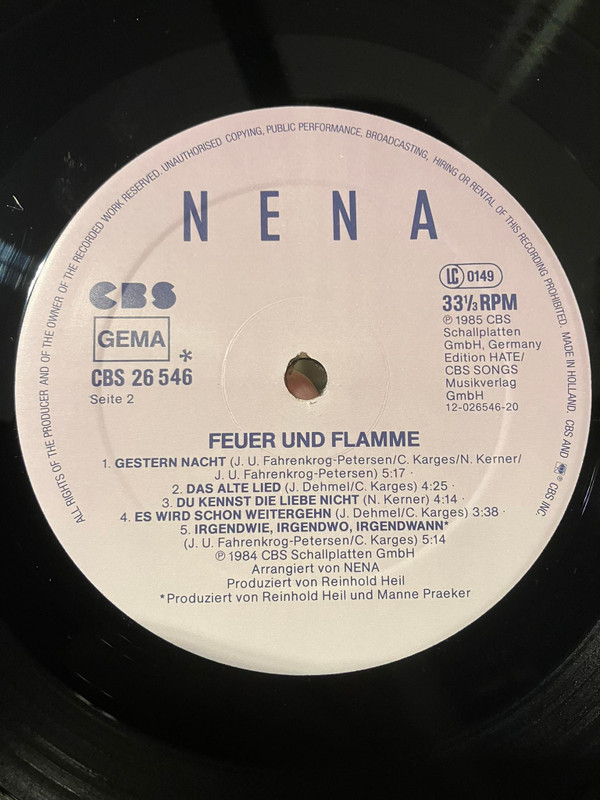 ALL RIGHTS OF THE PRODUCER AND OF THE OWNER OF THE RECORDED WORK RESERVED. UNAUTHORISED COPYING, PUBLIC PERFORMANCE, BROADCASTING, HIRING OR RENTAL OF THIS RECORDING PROHIBITED. MADE IN HOLLAND. CBS AND ® CBS INC.
NENA
CBS
GEMA
*
CBS 26 546
Seite 2
LC 0149
33 1/3 RPM
℗ 1985 CBS
Schallplatten
GmbH, Germany
Edition HATE/
CBS SONGS
Musikverlag
GmbH
12-026546-20
FEUER UND FLAMME
1. GESTERN NACHT (J. U. Fahrenkrog-Petersen/C. Karges/N. Kerner/
J. U. Fahrenkrog-Petersen) 5:17 ·
2. DAS ALTE LIED (J. Dehmel/C. Karges) 4:25 ·
3. DU KENNST DIE LIEBE NICHT (N. Kerner) 4:14 ·
4. ES WIRD SCHON WEITERGEHN (J. Dehmel/C. Karges) 3:38 ·
5. IRGENDWIE, IRGENDWO, IRGENDWANN*
(J. U. Fahrenkrog-Petersen/C. Karges) 5:14
℗ 1984 CBS Schallplatten GmbH
Arrangiert von NENA
Produziert von Reinhold Heil
*Produziert von Reinhold Heil und Manne Praeker